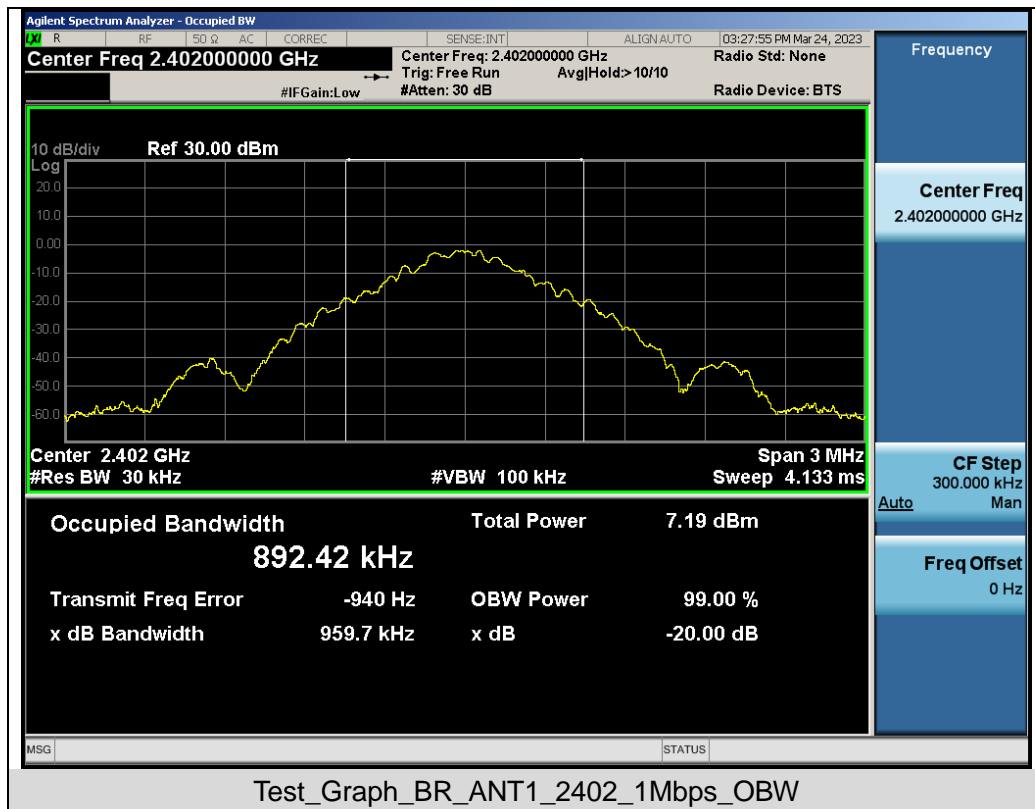 Agilent Spectrum Analyzer - Occupied BW
LXI R RF 50 Ω AC CORREC SENSE:INT ALIGN AUTO 03:27:55 PM Mar 24, 2023
Center Freq 2.402000000 GHz Center Freq: 2.402000000 GHz Radio Std: None
Trig: Free Run Avg|Hold:> 10/10
#IFGain:Low #Atten: 30 dB Radio Device: BTS
Frequency
10 dB/div Ref 30.00 dBm
Log
20.0
10.0
0.00
-10.0
-20.0
-30.0
-40.0
-50.0
-60.0
Center 2.402 GHz Span 3 MHz
#Res BW 30 kHz #VBW 100 kHz Sweep 4.133 ms
Center Freq
2.402000000 GHz
CF Step
300.000 kHz
Auto Man
Freq Offset
0 Hz
Occupied Bandwidth Total Power 7.19 dBm
892.42 kHz
Transmit Freq Error -940 Hz OBW Power 99.00 %
x dB Bandwidth 959.7 kHz x dB -20.00 dB
MSG STATUS
Test_Graph_BR_ANT1_2402_1Mbps_OBW